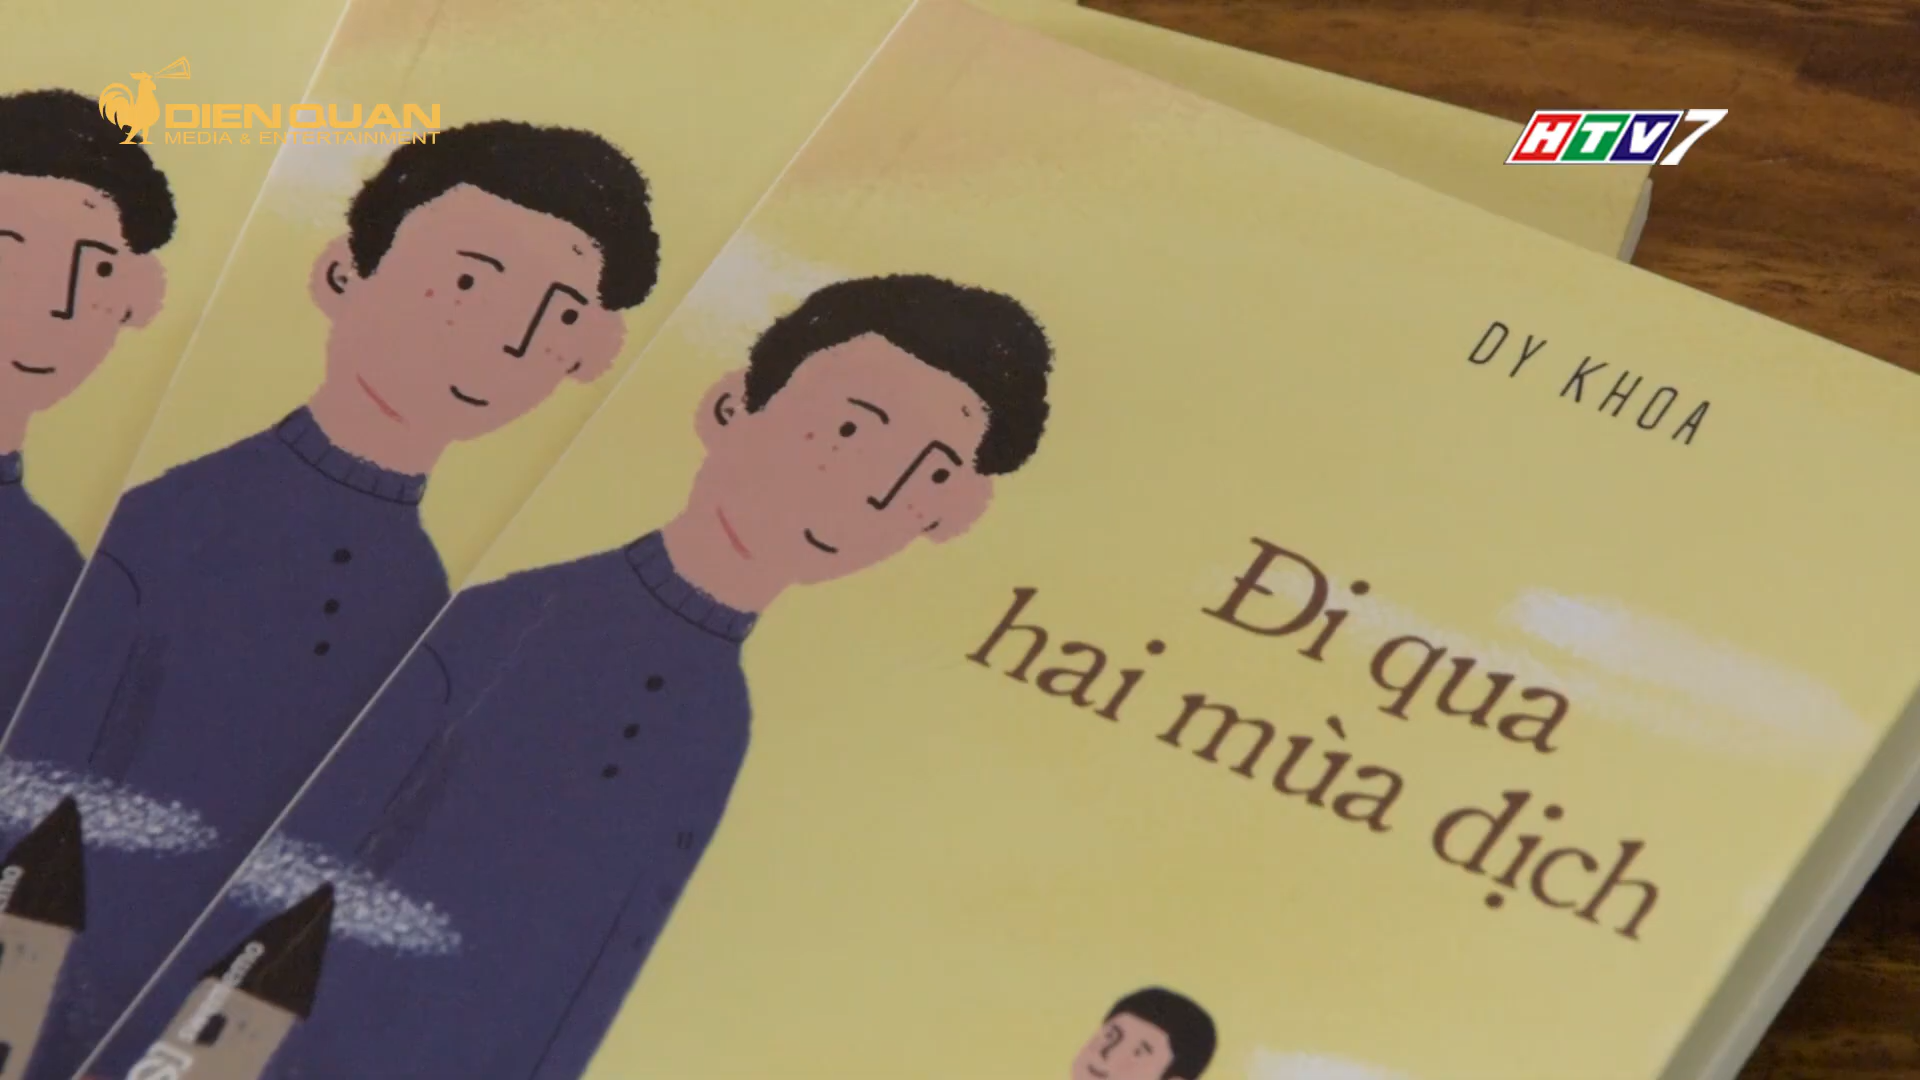 DIEN QUAN
MEDIA & ENTERTAINMENT
HTV7
DY KHOA
Đi qua
hai mùa dịch